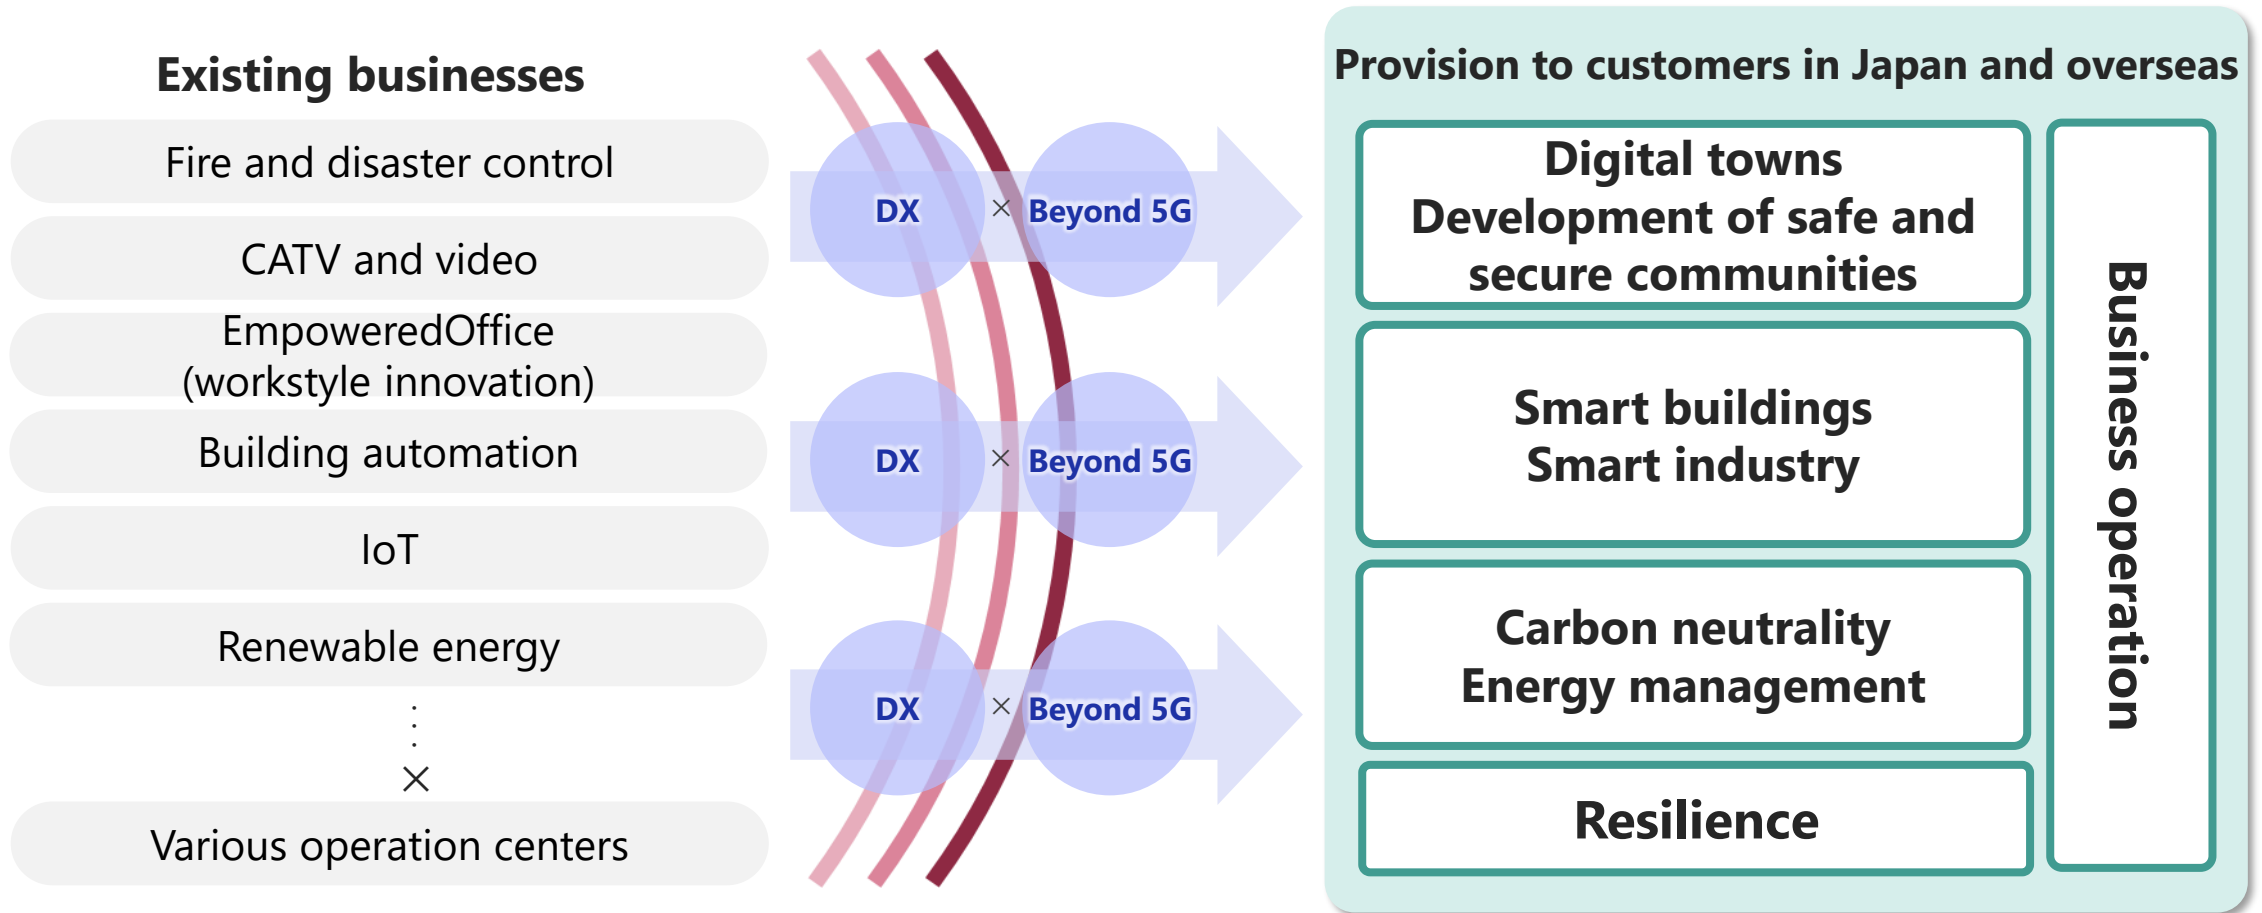 Existing businesses
Fire and disaster control
CATV and video
EmpoweredOffice
(workstyle innovation)
Building automation
IoT
Renewable energy
⋮
×
Various operation centers
DX × Beyond 5G
DX × Beyond 5G
DX × Beyond 5G
Provision to customers in Japan and overseas
Digital towns
Development of safe and
secure communities
Smart buildings
Smart industry
Carbon neutrality
Energy management
Resilience
Business operation